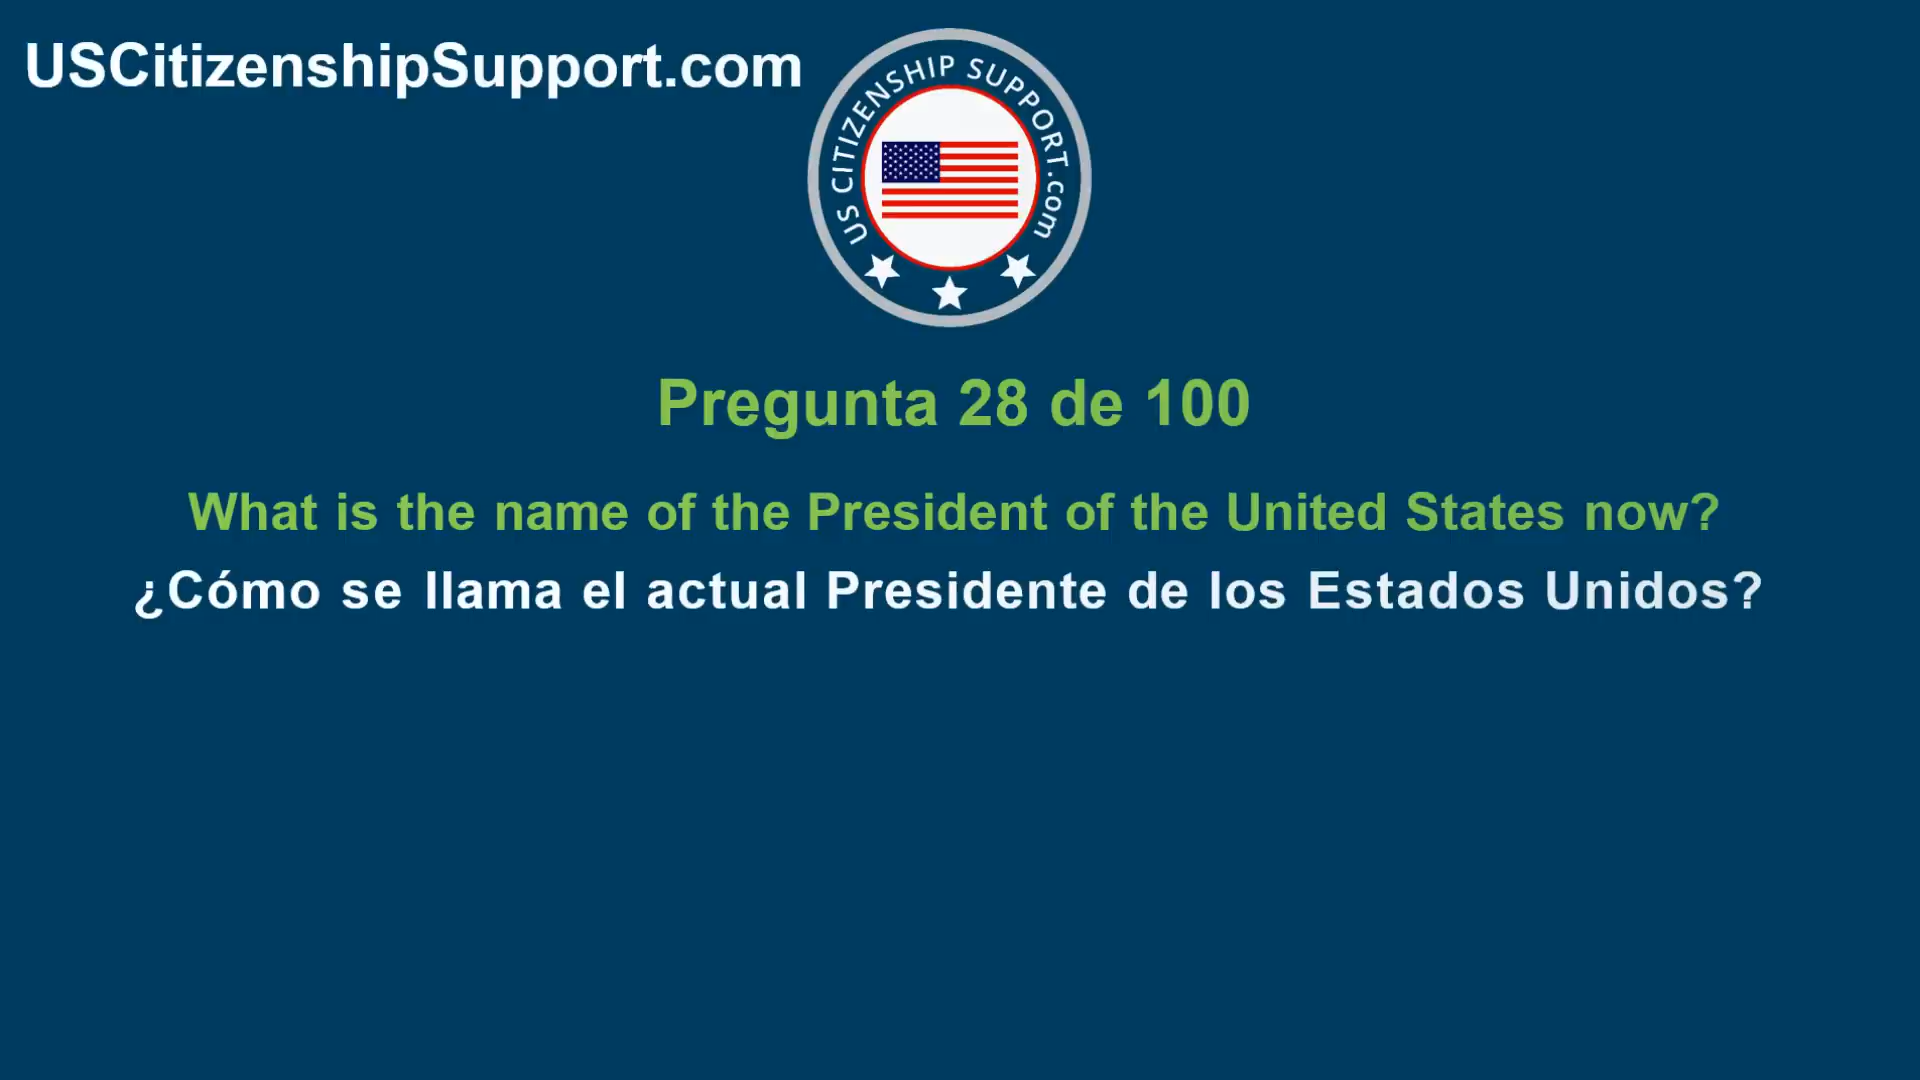 USCitizenshipSupport.com
US CITIZENSHIP SUPPORT.com
Pregunta 28 de 100
What is the name of the President of the United States now?
¿Cómo se llama el actual Presidente de los Estados Unidos?